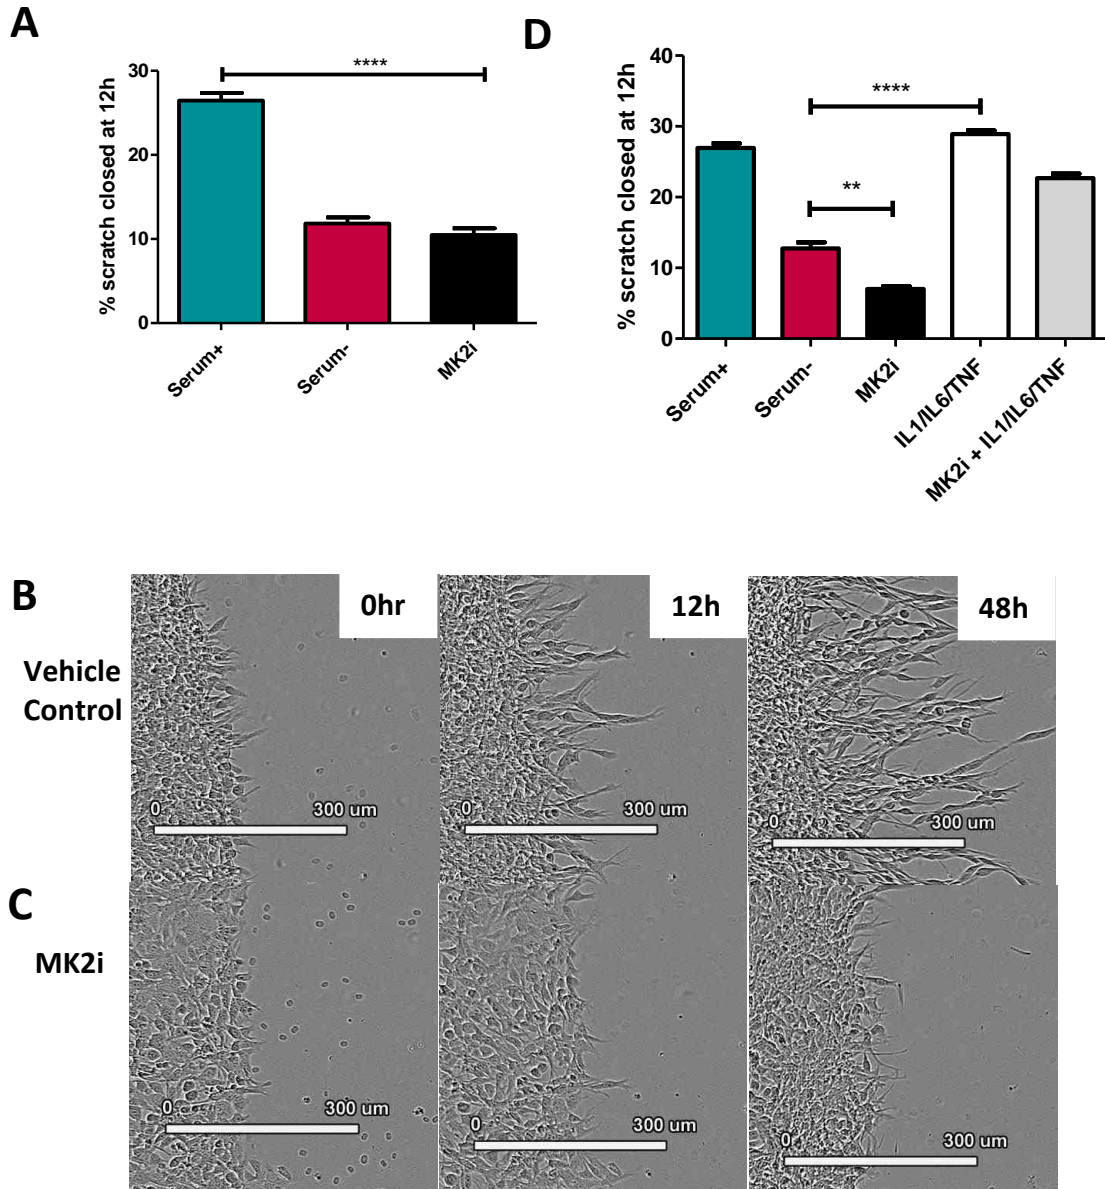 A
% scratch closed at 12h
30
20
10
0
****
Serum+
Serum-
MK2i
D
% scratch closed at 12h
40
30
20
10
0
****
**
Serum+
Serum-
MK2i
IL1/IL6/TNF
MK2i + IL1/IL6/TNF
B
Vehicle
Control
0hr
12h
48h
0 300 um
0 300 um
0 300 um
C
MK2i
0 300 um
0 300 um
0 300 um